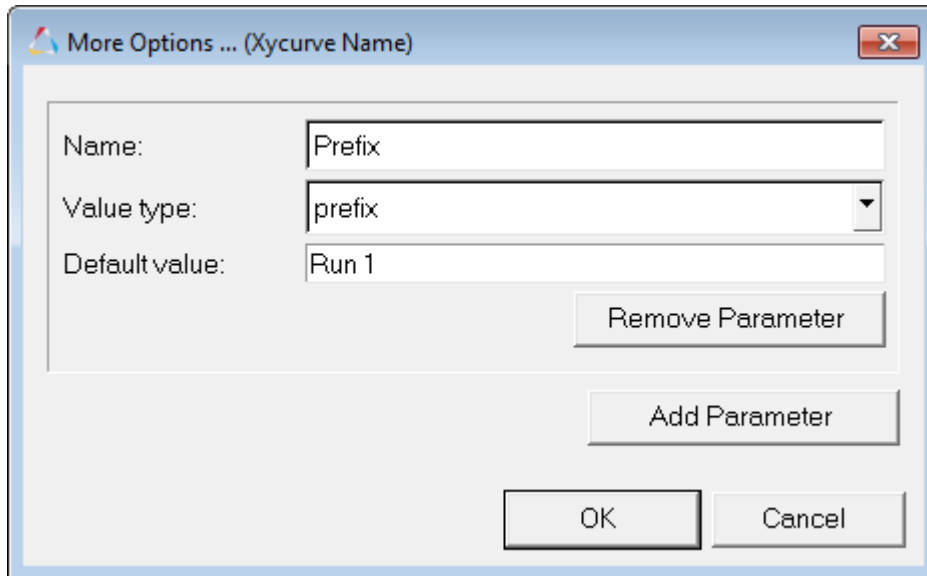 More Options ... (Xycurve Name)
Name: Prefix
Value type: prefix
Default value: Run 1
Remove Parameter
Add Parameter
OK Cancel